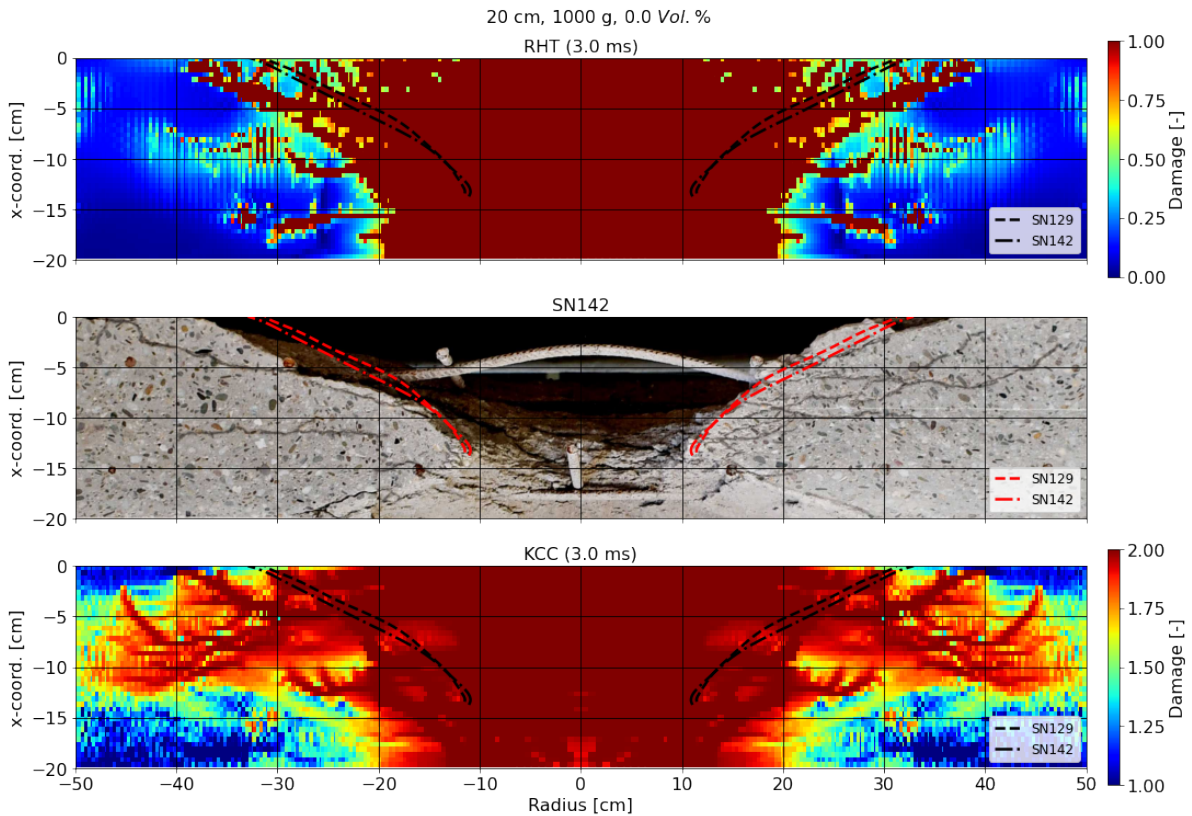 20 cm, 1000 g, 0.0 Vol. %
RHT (3.0 ms)
x-coord. [cm]
0
−5
−10
−15
−20
SN129
SN142
1.00
0.75
0.50
0.25
0.00
Damage [-]
SN142
x-coord. [cm]
0
−5
−10
−15
−20
SN129
SN142
KCC (3.0 ms)
x-coord. [cm]
0
−5
−10
−15
−20
SN129
SN142
2.00
1.75
1.50
1.25
1.00
Damage [-]
−50 −40 −30 −20 −10 0 10 20 30 40 50
Radius [cm]